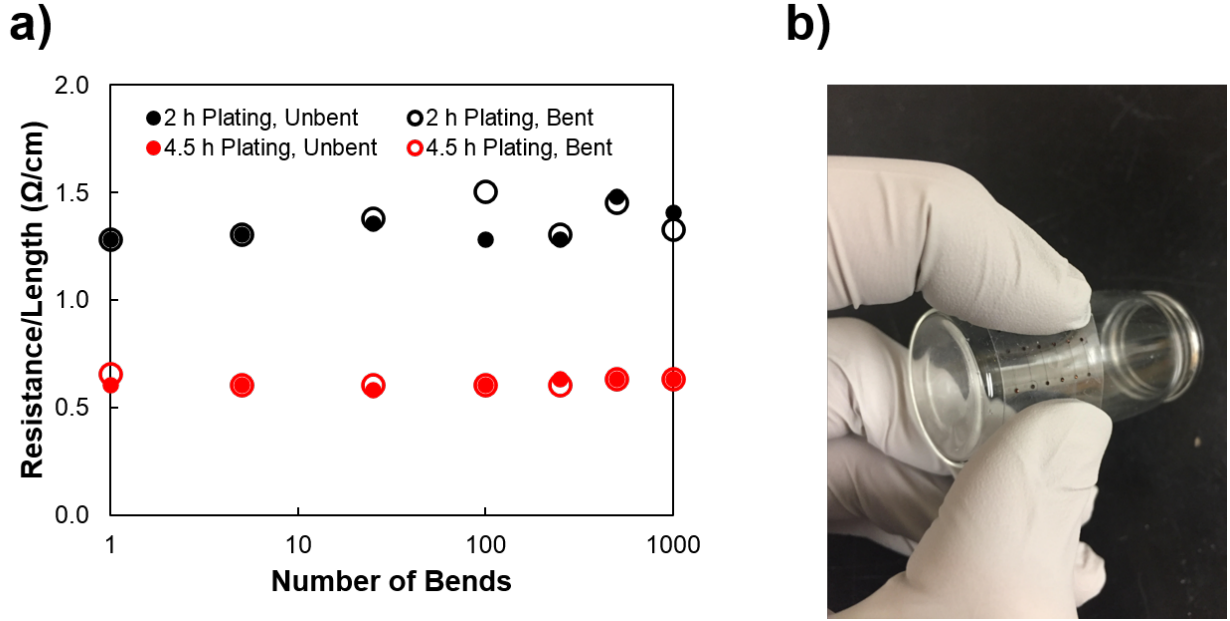 a)
b)
2.0
1.5
1.0
0.5
0.0
Resistance/Length (Ω/cm)
2 h Plating, Unbent
2 h Plating, Bent
4.5 h Plating, Unbent
4.5 h Plating, Bent
1
10
100
1000
Number of Bends